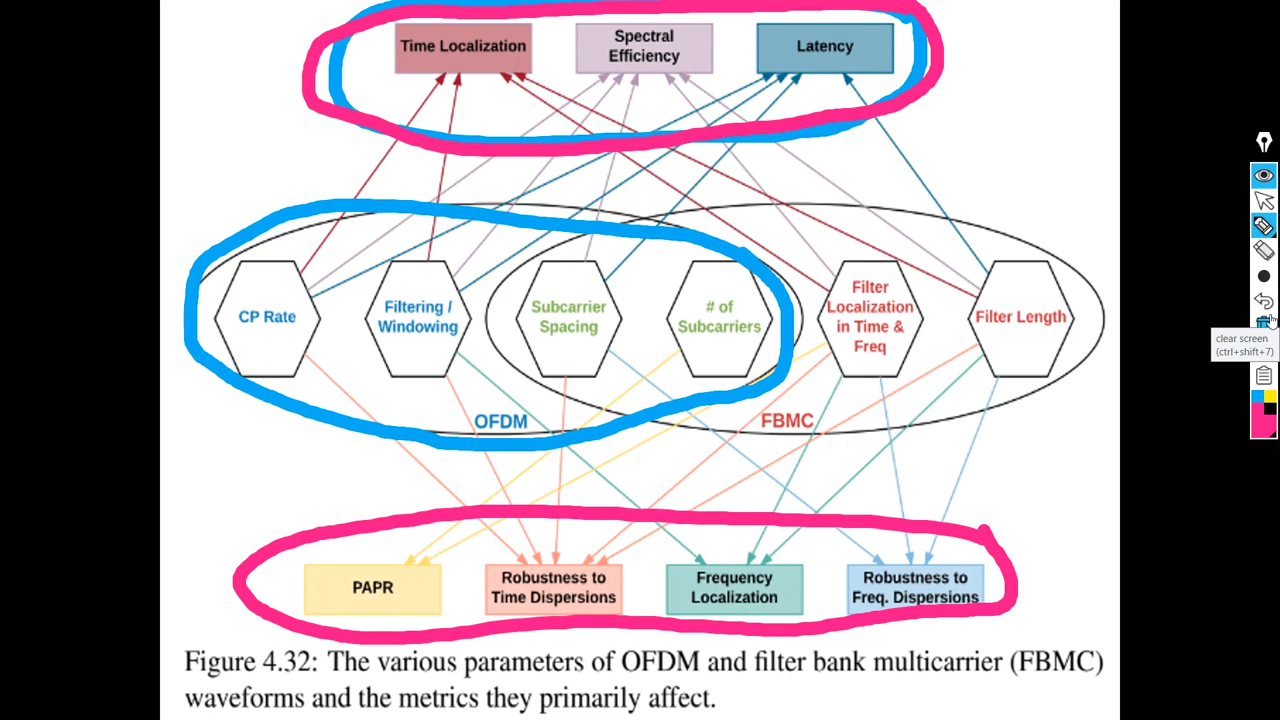 Time Localization
Spectral
Efficiency
Latency
CP Rate
Filtering /
Windowing
Subcarrier
Spacing
# of
Subcarriers
Filter
Localization
in Time &
Freq
Filter Length
OFDM
FBMC
PAPR
Robustness to
Time Dispersions
Frequency
Localization
Robustness to
Freq. Dispersions
clear screen
(ctrl+shift+7)
Figure 4.32: The various parameters of OFDM and filter bank multicarrier (FBMC)
waveforms and the metrics they primarily affect.